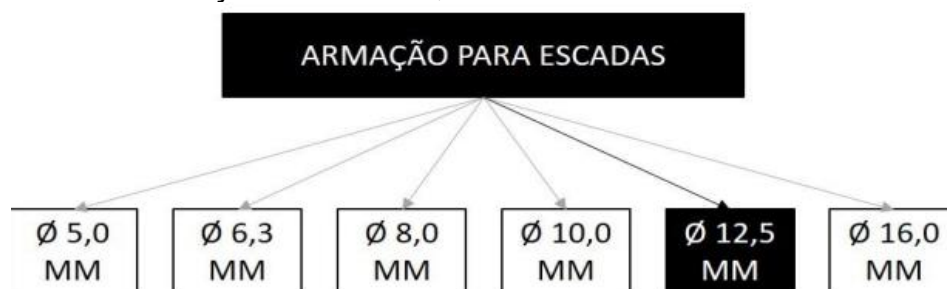 ARMAÇÃO PARA ESCADAS
Ø 5,0
MM
Ø 6,3
MM
Ø 8,0
MM
Ø 10,0
MM
Ø 12,5
MM
Ø 16,0
MM